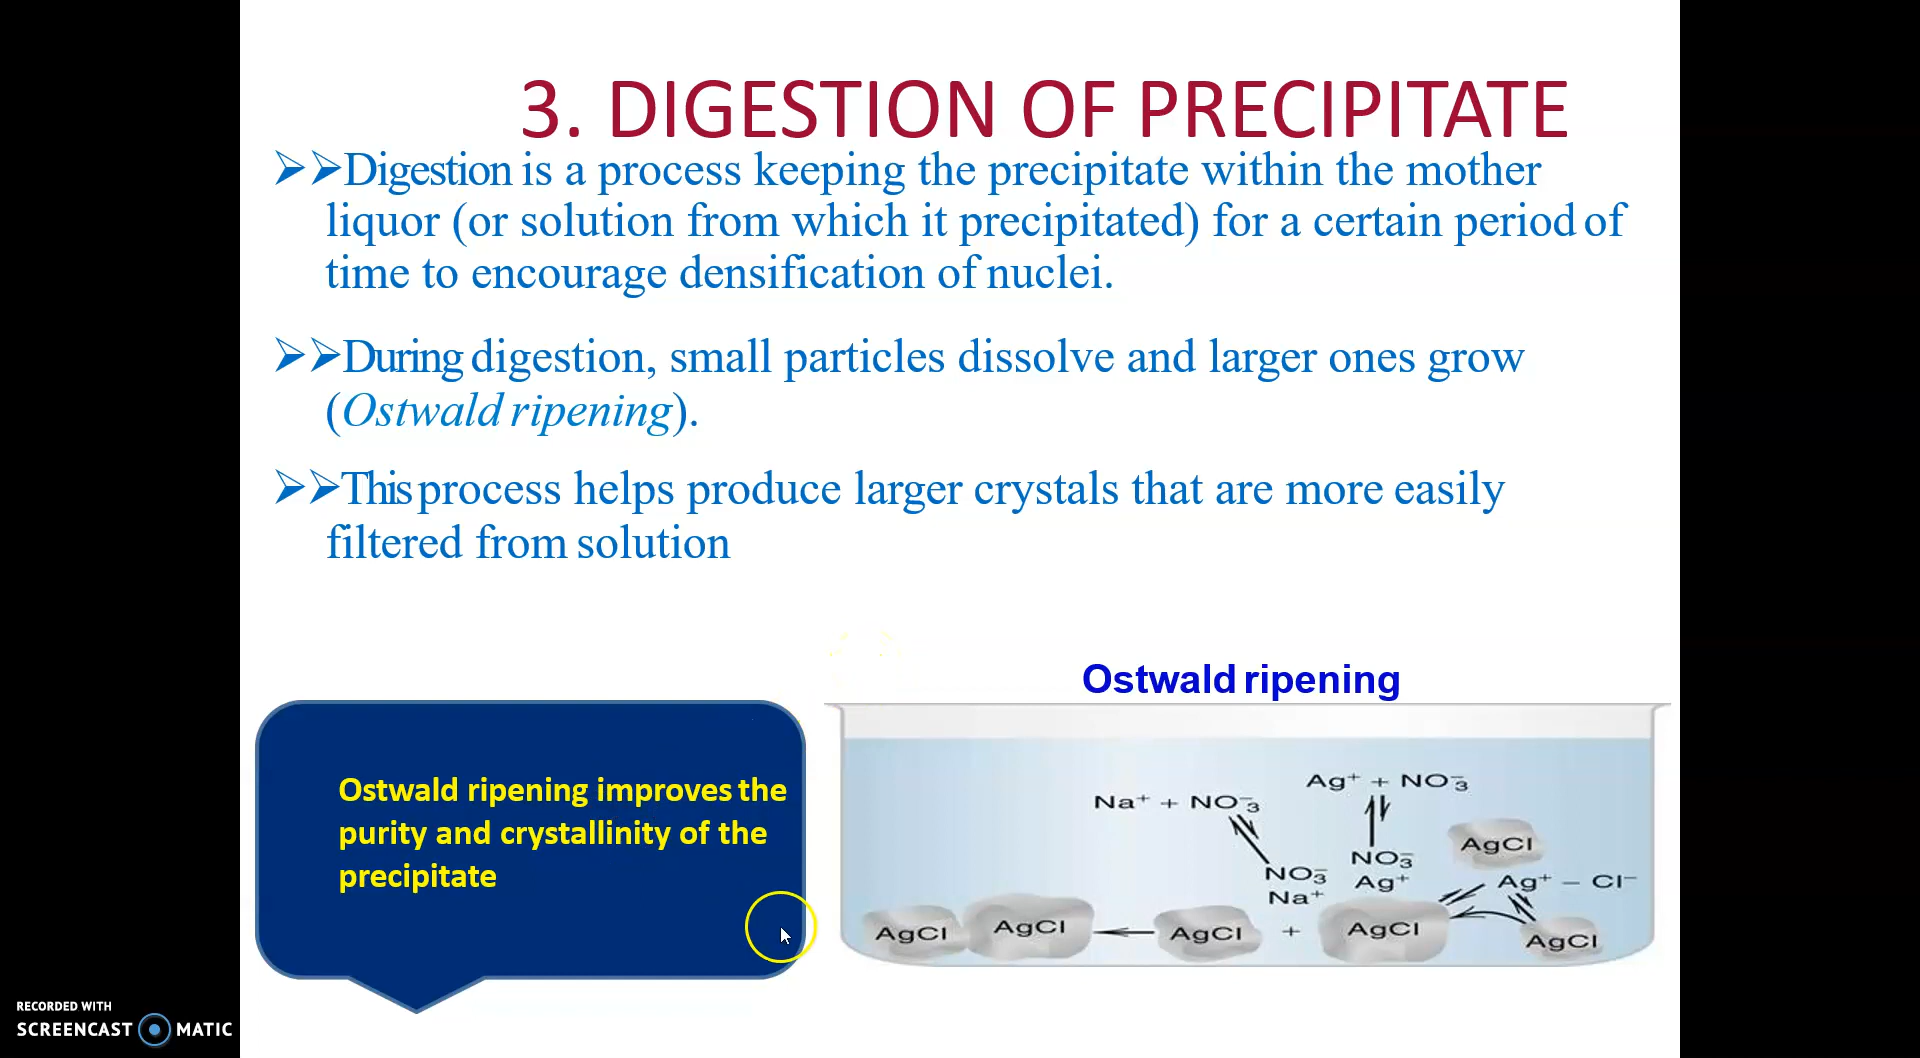 3. DIGESTION OF PRECIPITATE
➢➢Digestion is a process keeping the precipitate within the mother
liquor (or solution from which it precipitated) for a certain period of
time to encourage densification of nuclei.
➢➢During digestion, small particles dissolve and larger ones grow
(Ostwald ripening).
➢➢This process helps produce larger crystals that are more easily
filtered from solution
Ostwald ripening
Ostwald ripening improves the
purity and crystallinity of the
precipitate
Ag⁺ + NO₃⁻
Na⁺ + NO₃⁻
AgCl
NO₃⁻
Ag⁺
NO₃⁻
Na⁺
Ag⁺ – Cl⁻
AgCl AgCl ← AgCl + AgCl AgCl
RECORDED WITH
SCREENCAST MATIC